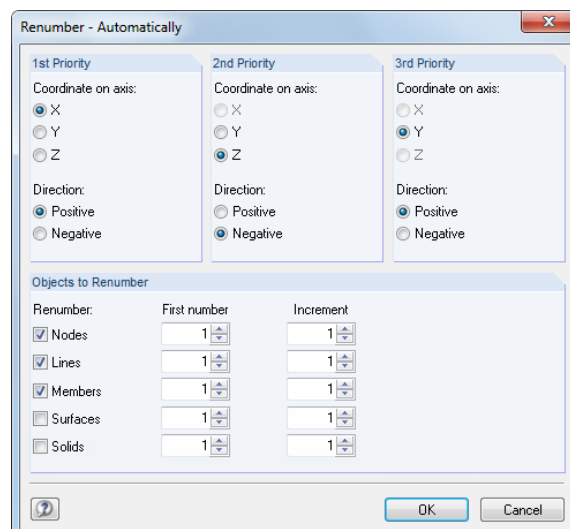 Renumber - Automatically
1st Priority
Coordinate on axis:
X
Y
Z
Direction:
Positive
Negative
2nd Priority
Coordinate on axis:
X
Y
Z
Direction:
Positive
Negative
3rd Priority
Coordinate on axis:
X
Y
Z
Direction:
Positive
Negative
Objects to Renumber
Renumber: First number Increment
Nodes 1 1
Lines 1 1
Members 1 1
Surfaces 1 1
Solids 1 1
OK Cancel